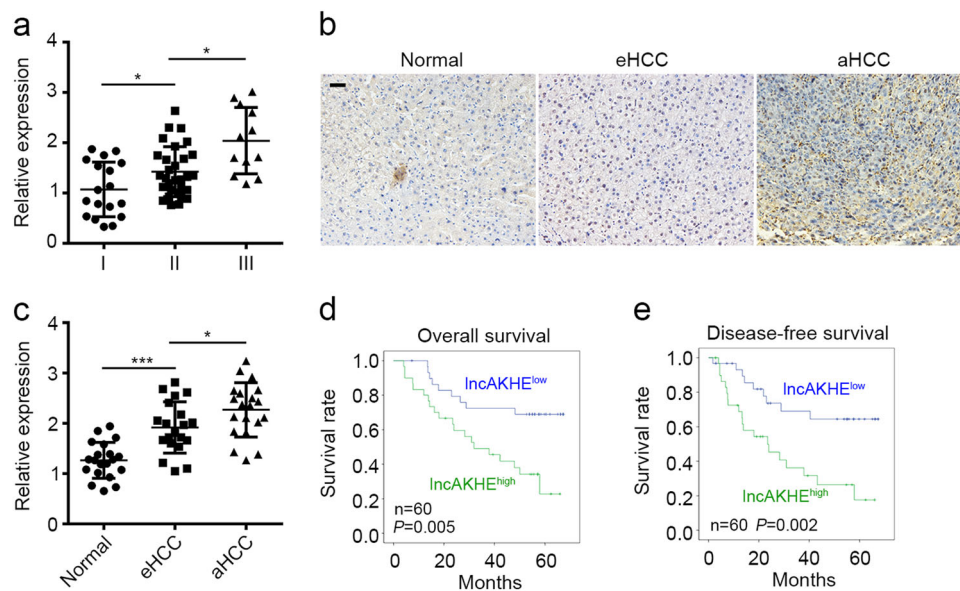 a
Relative expression
4
3
2
1
0
*
*
I II III
b
Normal eHCC aHCC
c
Relative expression
4
3
2
1
0
***
*
Normal eHCC aHCC
d
Overall survival
Survival rate
1.0
0.8
0.6
0.4
0.2
0.0
lncAKHElow
lncAKHEhigh
n=60
P=0.005
0 20 40 60
Months
e
Disease-free survival
Survival rate
1.0
0.8
0.6
0.4
0.2
0.0
lncAKHElow
lncAKHEhigh
n=60 P=0.002
0 20 40 60
Months